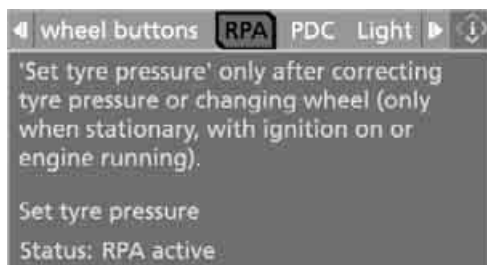 wheel buttons RPA PDC Light i
'Set tyre pressure' only after correcting
tyre pressure or changing wheel (only
when stationary, with ignition on or
engine running).
Set tyre pressure
Status: RPA active